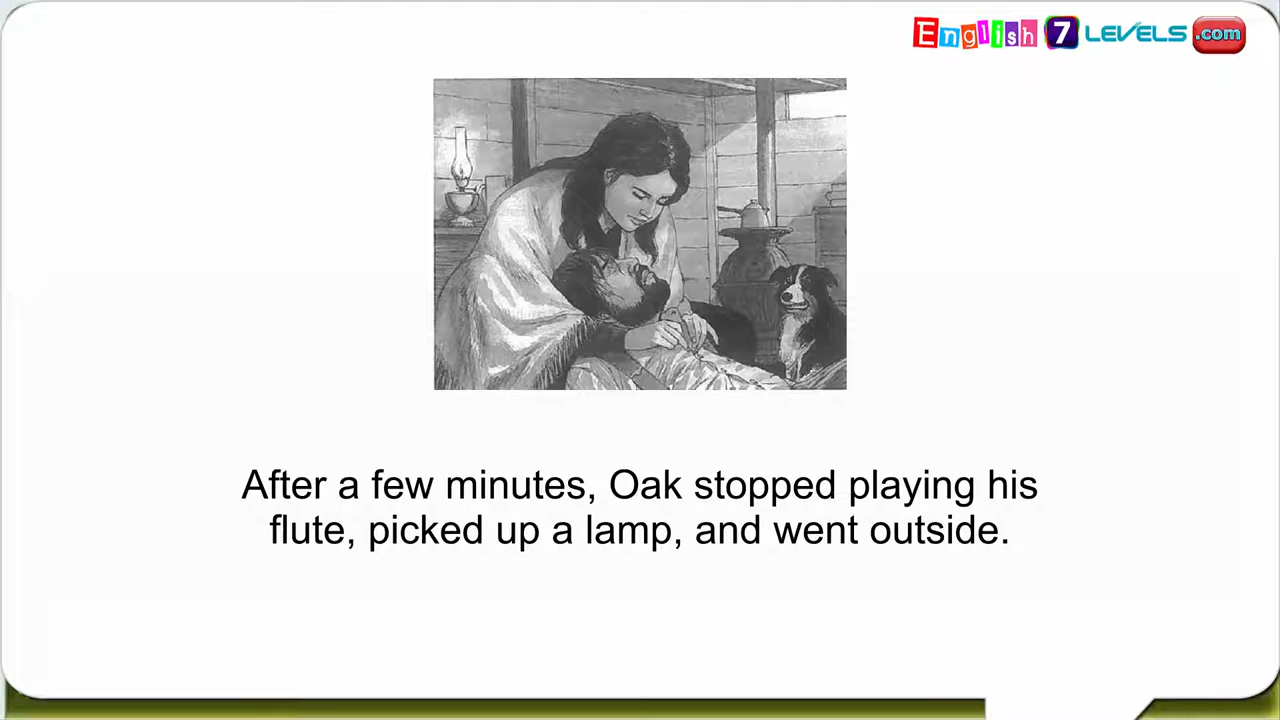 English 7 LEVELS .com
After a few minutes, Oak stopped playing his
flute, picked up a lamp, and went outside.